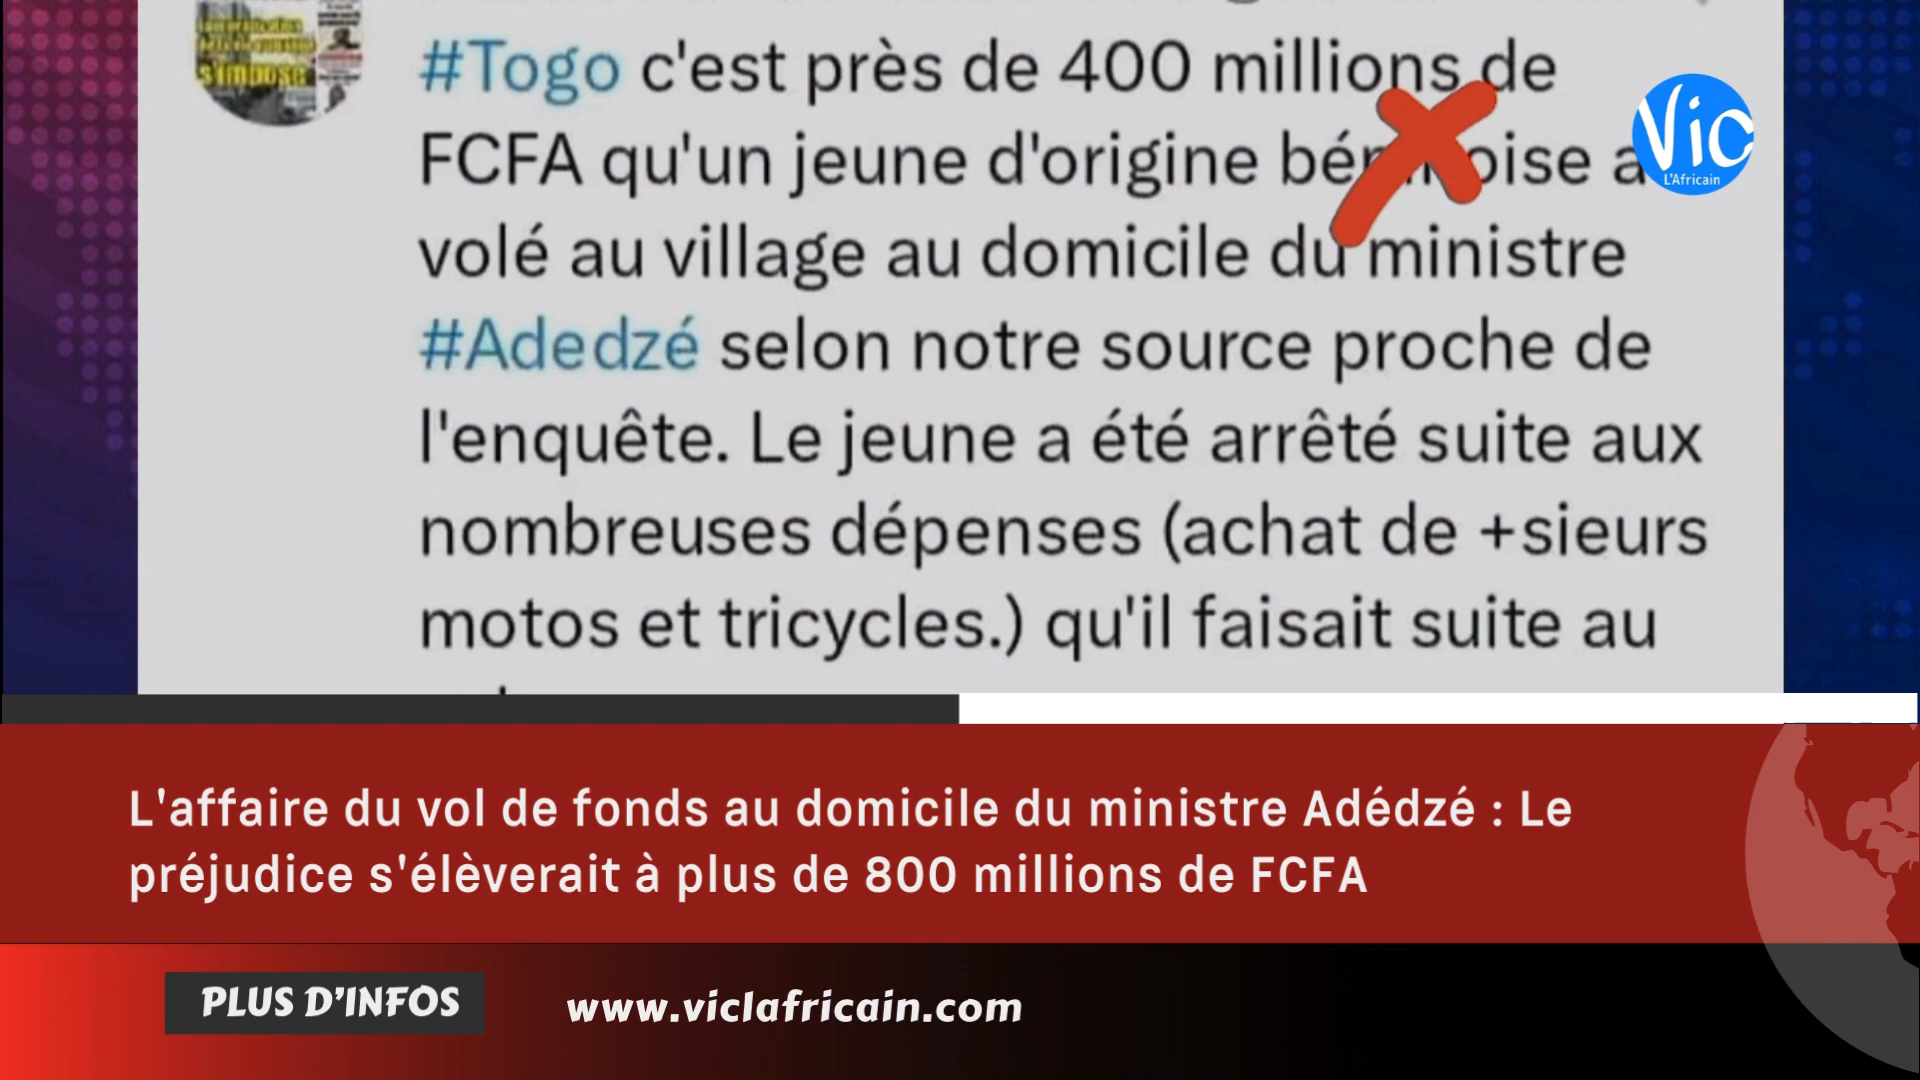 s'impose
#Togo c'est près de 400 millions de
FCFA qu'un jeune d'origine béninoise a
volé au village au domicile du ministre
#Adedzé selon notre source proche de
l'enquête. Le jeune a été arrêté suite aux
nombreuses dépenses (achat de +sieurs
motos et tricycles.) qu'il faisait suite au
Vic
L'Africain
L'affaire du vol de fonds au domicile du ministre Adédzé : Le
préjudice s'élèverait à plus de 800 millions de FCFA
PLUS D'INFOS
www.viclafricain.com